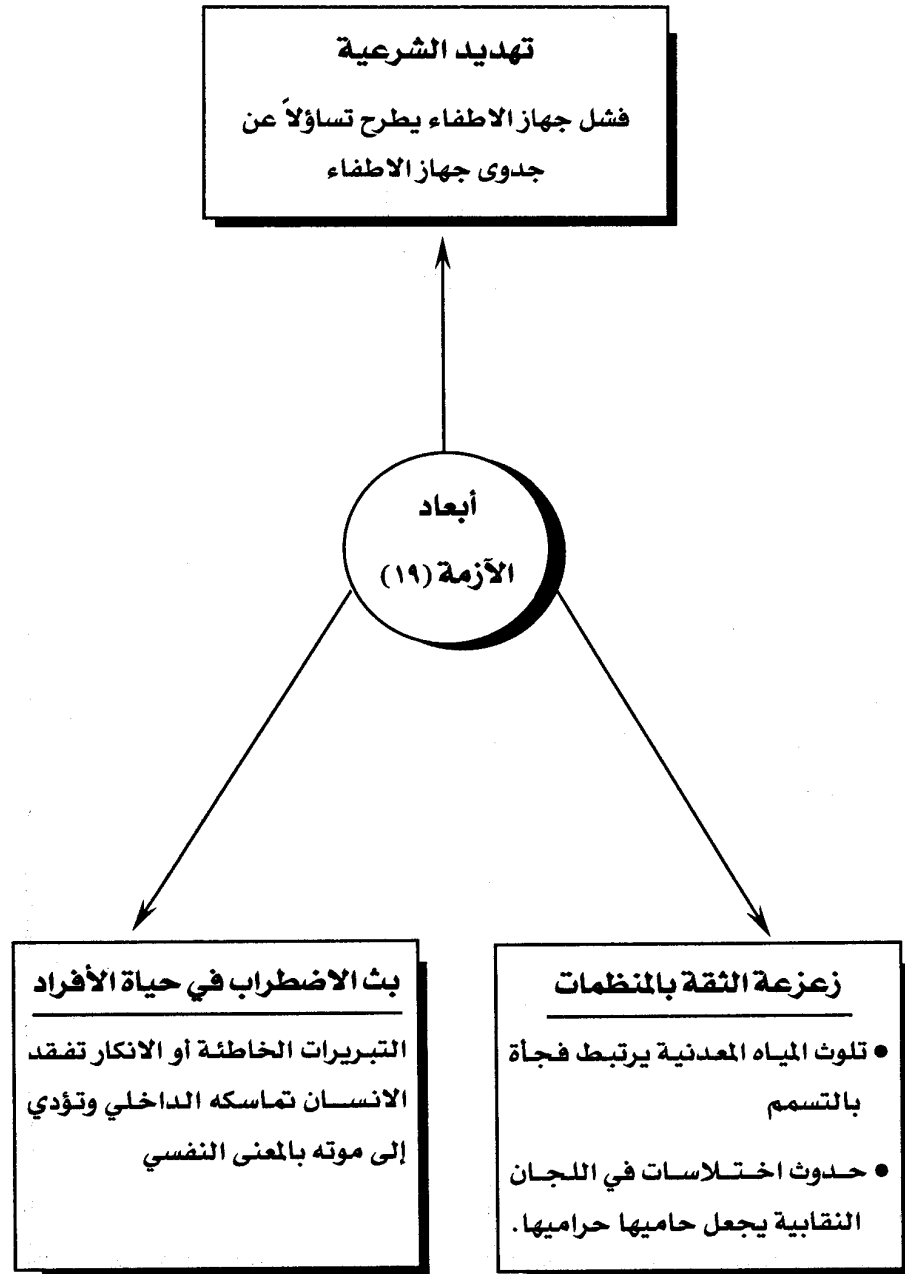 تهديد الشرعية
فشل جهاز الاطفاء يطرح تساؤلاً عن
جدوى جهاز الاطفاء
أبعاد
الآزمة (١٩)
زعزعة الثقة بالمنظمات
• تلوث المياه المعدنية يرتبط فجأة
بالتسمم
• حدوث اختلاسات في اللجان
النقابية يجعل حاميها حراميها.
بث الاضطراب في حياة الأفراد
التبريرات الخاطئة أو الانكار تفقد
الانسان تماسكه الداخلي وتؤدي
إلى موته بالمعنى النفسي